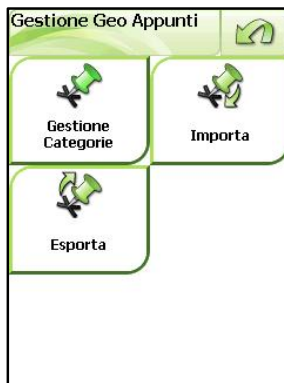 Gestione Geo Appunti
Gestione
Categorie
Importa
Esporta